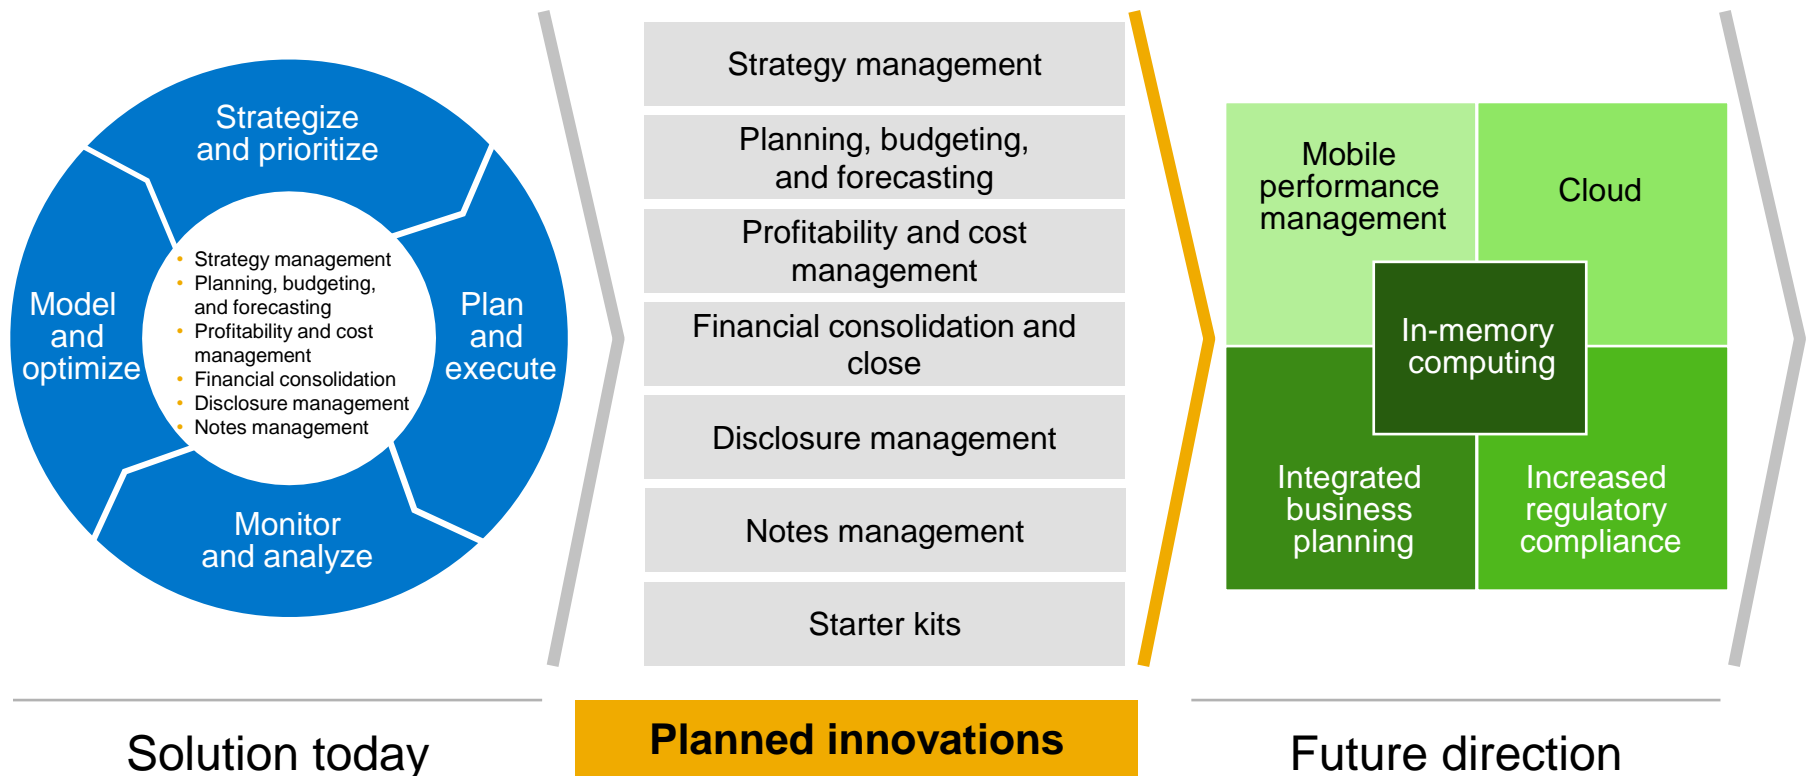 Strategize
and prioritize
Model
and
optimize
Plan
and
execute
Monitor
and analyze
• Strategy management
• Planning, budgeting,
and forecasting
• Profitability and cost
management
• Financial consolidation
• Disclosure management
• Notes management
Solution today
Strategy management
Planning, budgeting,
and forecasting
Profitability and cost
management
Financial consolidation and
close
Disclosure management
Notes management
Starter kits
Planned innovations
Mobile
performance
management
Cloud
In-memory
computing
Integrated
business
planning
Increased
regulatory
compliance
Future direction